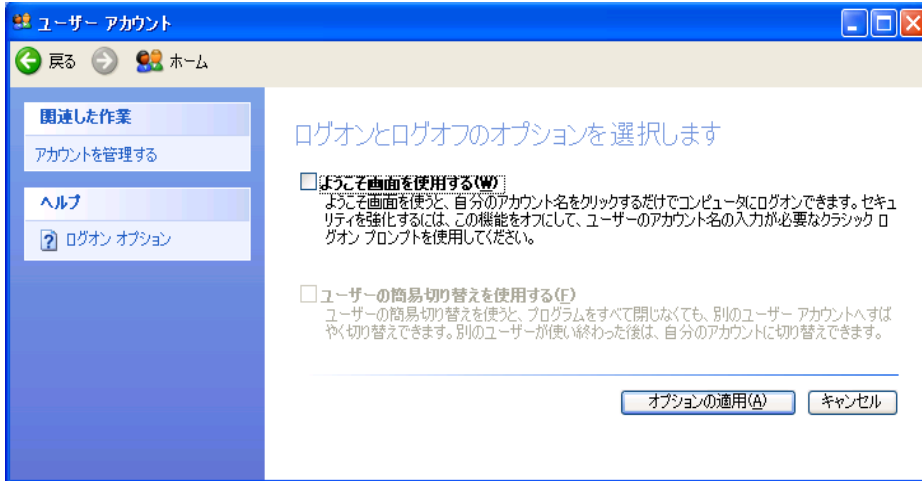 ユーザー アカウント
戻る ホーム
関連した作業
アカウントを管理する
ヘルプ
ログオン オプション
ログオンとログオフのオプションを選択します
ようこそ画面を使用する(W)
ようこそ画面を使うと、自分のアカウント名をクリックするだけでコンピュータにログオンできます。セキュ
リティを強化するには、この機能をオフにして、ユーザーのアカウント名の入力が必要なクラシック ロ
グオン プロンプトを使用してください。
ユーザーの簡易切り替えを使用する(F)
ユーザーの簡易切り替えを使うと、プログラムをすべて閉じなくても、別のユーザー アカウントへすば
やく切り替えできます。別のユーザーが使い終わった後は、自分のアカウントに切り替えできます。
オプションの適用(A) キャンセル